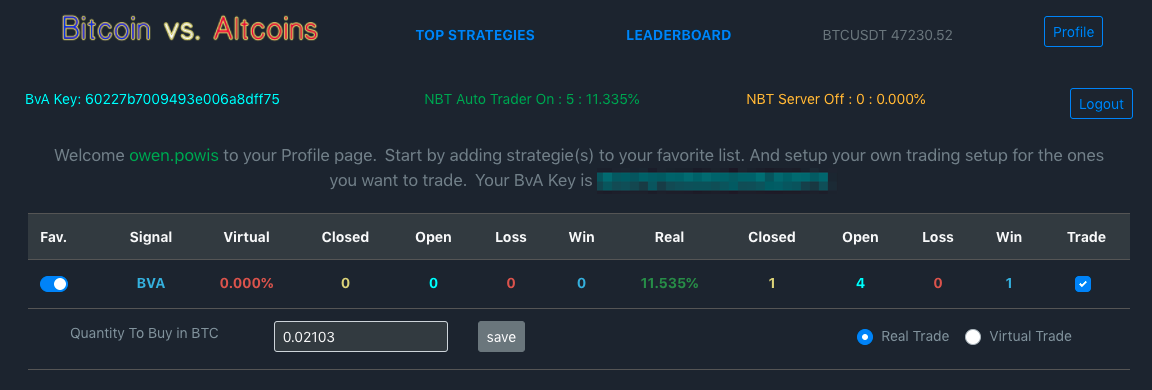 Bitcoin vs. Altcoins TOP STRATEGIES LEADERBOARD BTCUSDT 47230.52 Profile
BvA Key: 60227b7009493e006a8dff75 NBT Auto Trader On : 5 : 11.335% NBT Server Off : 0 : 0.000% Logout
Welcome owen.powis to your Profile page. Start by adding strategie(s) to your favorite list. And setup your own trading setup for the ones
you want to trade. Your BvA Key is
Fav. Signal Virtual Closed Open Loss Win Real Closed Open Loss Win Trade
BVA 0.000% 0 0 0 0 11.535% 1 4 0 1
Quantity To Buy in BTC 0.02103 save Real Trade Virtual Trade